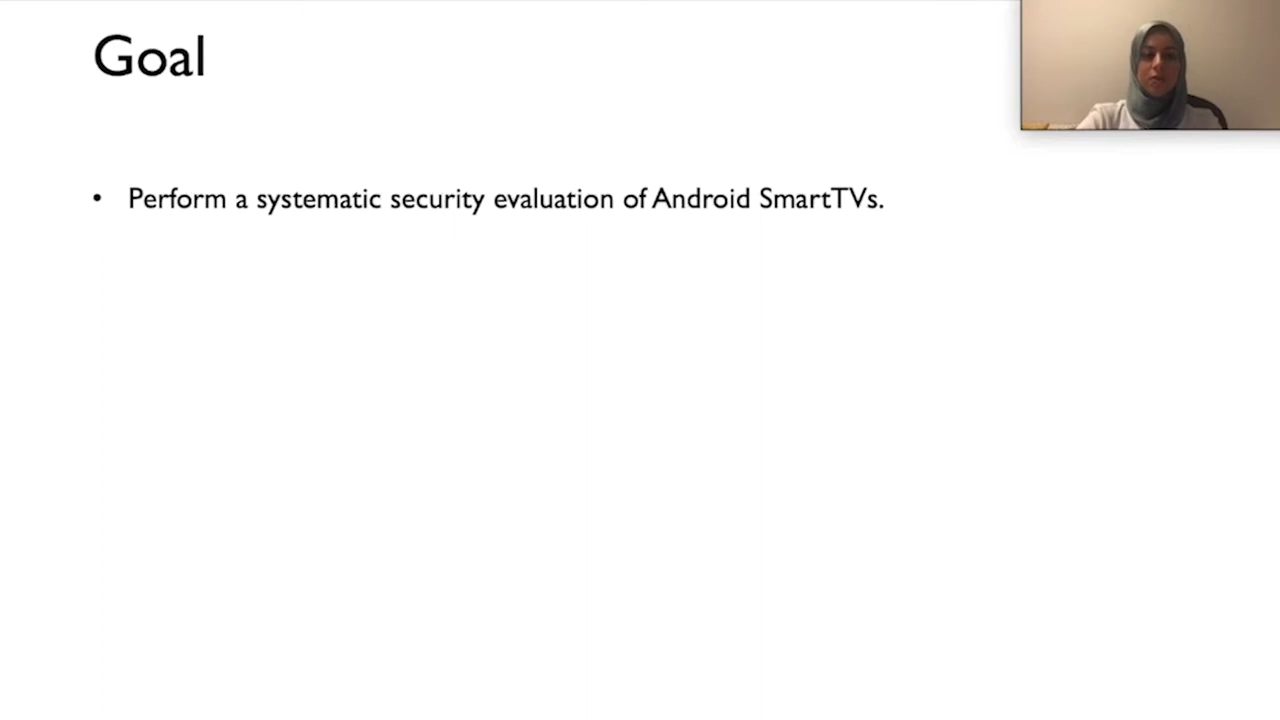 Goal
• Perform a systematic security evaluation of Android SmartTVs.